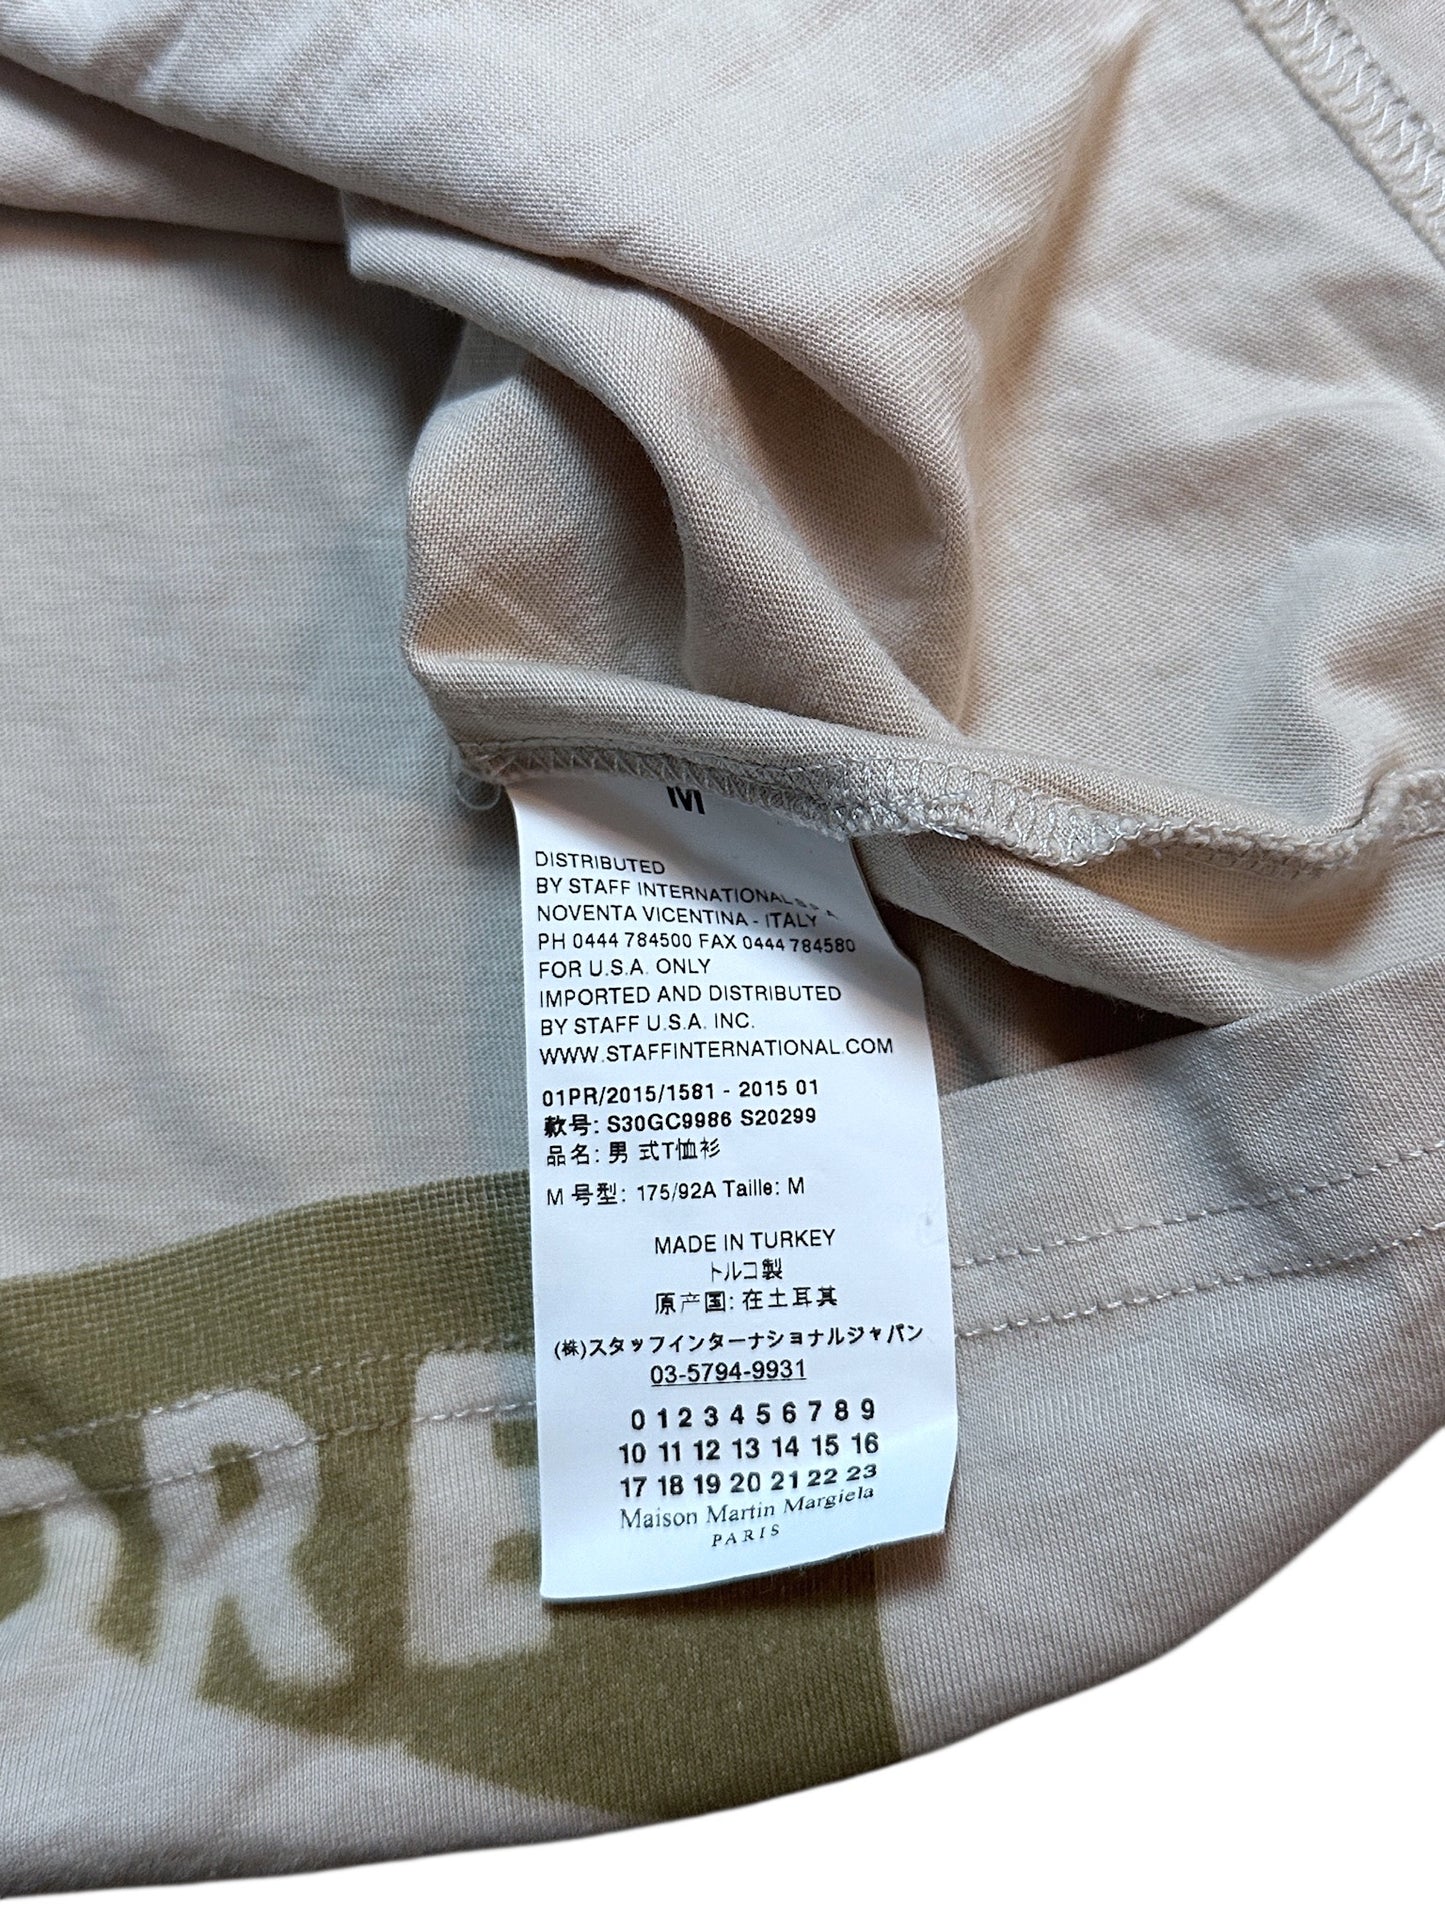 M
DISTRIBUTED
BY STAFF INTERNATIONAL S.P.A.
NOVENTA VICENTINA - ITALY
PH 0444 784500 FAX 0444 784580
FOR U.S.A. ONLY
IMPORTED AND DISTRIBUTED
BY STAFF U.S.A. INC.
WWW.STAFFINTERNATIONAL.COM
01PR/2015/1581 - 2015 01
款号: S30GC9986 S20299
品名: 男 式T恤衫
M 号型: 175/92A Taille: M
MADE IN TURKEY
トルコ製
原产国: 在土耳其
(株)スタッフインターナショナルジャパン
03-5794-9931
0 1 2 3 4 5 6 7 8 9
10 11 12 13 14 15 16
17 18 19 20 21 22 23
Maison Martin Margiela
PARIS
RE